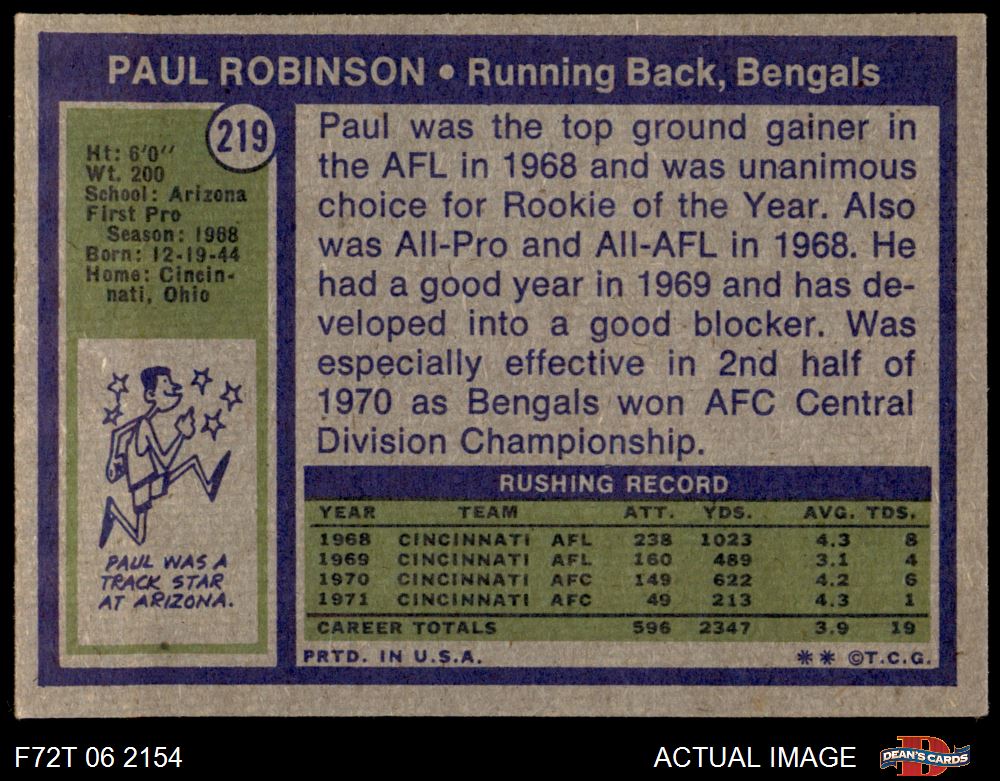 PAUL ROBINSON • Running Back, Bengals
219
Ht: 6'0''
Wt. 200
School: Arizona
First Pro
Season: 1968
Born: 12-19-44
Home: Cincin-
nati, Ohio
PAUL WAS A
TRACK STAR
AT ARIZONA.
Paul was the top ground gainer in
the AFL in 1968 and was unanimous
choice for Rookie of the Year. Also
was All-Pro and All-AFL in 1968. He
had a good year in 1969 and has de-
veloped into a good blocker. Was
especially effective in 2nd half of
1970 as Bengals won AFC Central
Division Championship.
RUSHING RECORD
YEAR TEAM ATT. YDS. AVG. TDS.
1968 CINCINNATI AFL 238 1023 4.3 8
1969 CINCINNATI AFL 160 489 3.1 4
1970 CINCINNATI AFC 149 622 4.2 6
1971 CINCINNATI AFC 49 213 4.3 1
CAREER TOTALS 596 2347 3.9 19
PRTD. IN U.S.A. ** ©T.C.G.
F72T 06 2154 ACTUAL IMAGE DEAN'S CARDS